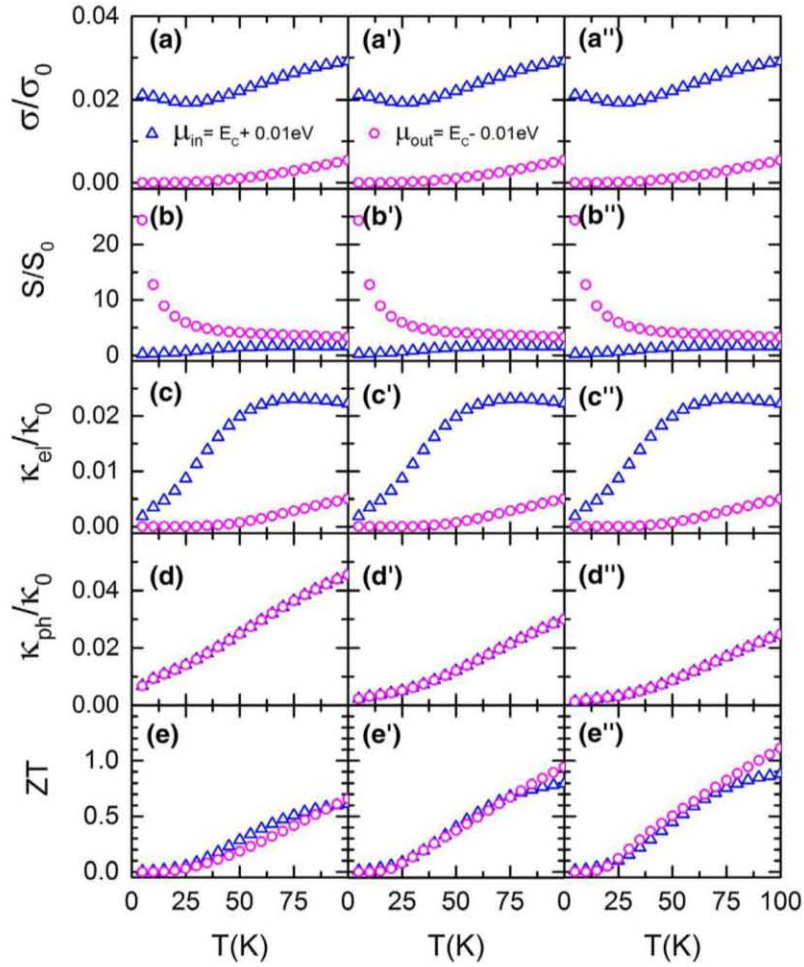 (a) (a') (a'')
σ/σ₀
0.04
0.02
0.00
△ μin = Ec + 0.01eV ○ μout = Ec - 0.01eV
(b) (b') (b'')
S/S₀
20
10
0
(c) (c') (c'')
κel/κ₀
0.02
0.01
0.00
(d) (d') (d'')
κph/κ₀
0.04
0.02
0.00
(e) (e') (e'')
ZT
1.0
0.5
0.0
0 25 50 75 0 25 50 75 0 25 50 75 100
T(K) T(K) T(K)